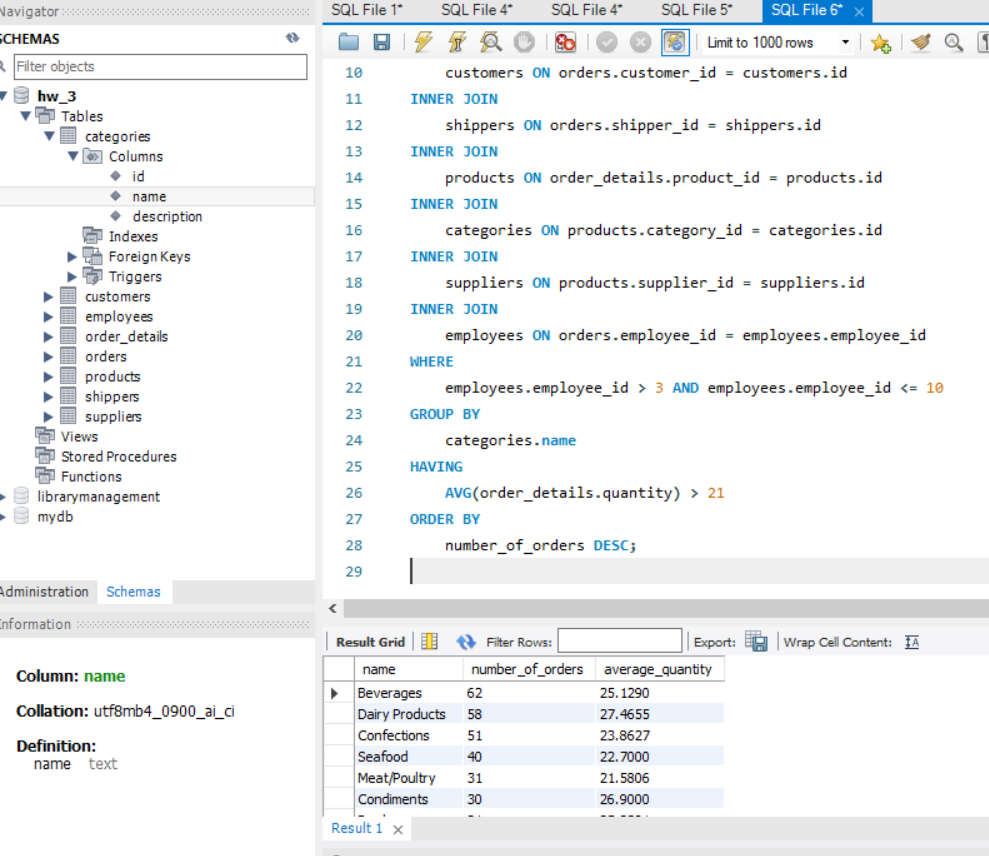 Navigator
SCHEMAS
Filter objects
hw_3
Tables
categories
Columns
id
name
description
Indexes
Foreign Keys
Triggers
customers
employees
order_details
orders
products
shippers
suppliers
Views
Stored Procedures
Functions
librarymanagement
mydb
Administration Schemas
Information
Column: name
Collation: utf8mb4_0900_ai_ci
Definition:
name text
SQL File 1* SQL File 4* SQL File 4* SQL File 5* SQL File 6*
Limit to 1000 rows
10 customers ON orders.customer_id = customers.id
11 INNER JOIN
12 shippers ON orders.shipper_id = shippers.id
13 INNER JOIN
14 products ON order_details.product_id = products.id
15 INNER JOIN
16 categories ON products.category_id = categories.id
17 INNER JOIN
18 suppliers ON products.supplier_id = suppliers.id
19 INNER JOIN
20 employees ON orders.employee_id = employees.employee_id
21 WHERE
22 employees.employee_id > 3 AND employees.employee_id <= 10
23 GROUP BY
24 categories.name
25 HAVING
26 AVG(order_details.quantity) > 21
27 ORDER BY
28 number_of_orders DESC;
29
Result Grid Filter Rows: Export: Wrap Cell Content:
name number_of_orders average_quantity
Beverages 62 25.1290
Dairy Products 58 27.4655
Confections 51 23.8627
Seafood 40 22.7000
Meat/Poultry 31 21.5806
Condiments 30 26.9000
Result 1